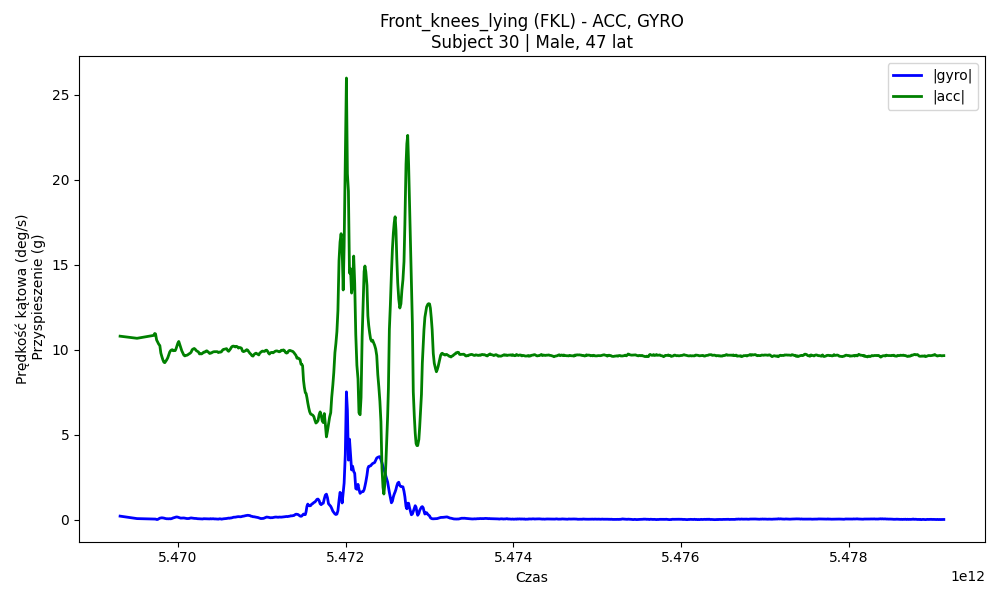 Front_knees_lying (FKL) - ACC, GYRO
Subject 30 | Male, 47 lat
|gyro|
|acc|
Prędkość kątowa (deg/s)
Przyspieszenie (g)
25
20
15
10
5
0
5.470
5.472
5.474
5.476
5.478
1e12
Czas